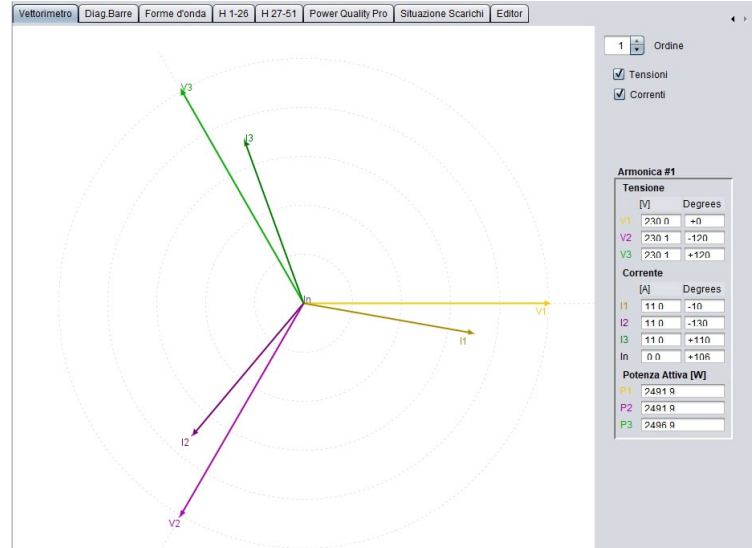 Vettorimetro Diag.Barre Forme d'onda H 1-26 H 27-51 Power Quality Pro Situazione Scarichi Editor
1 Ordine
Tensioni
Correnti
V3
I3
In
V1
I1
I2
V2
Armonica #1
Tensione
[V] Degrees
V1 230.0 +0
V2 230.1 -120
V3 230.1 +120
Corrente
[A] Degrees
I1 11.0 -10
I2 11.0 -130
I3 11.0 +110
In 0.0 +106
Potenza Attiva [W]
P1 2491.9
P2 2491.9
P3 2496.9